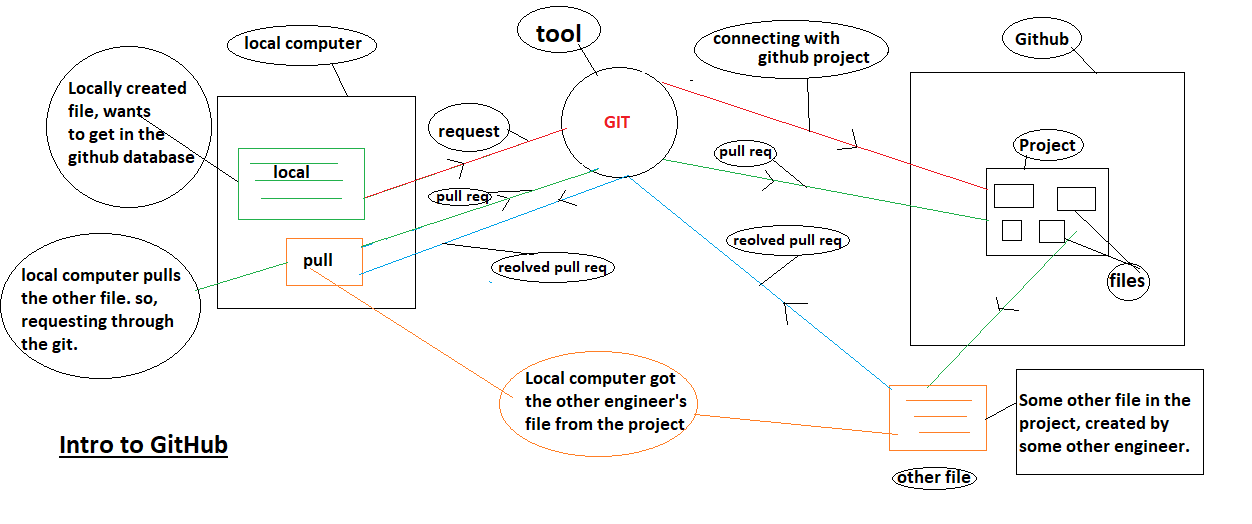 tool
local computer
connecting with
github project
Github
Locally created
file, wants
to get in the
github database
GIT
request
local
pull req
Project
pull req
reolved pull req
pull
reolved pull req
files
local computer pulls
the other file. so,
requesting through
the git.
Local computer got
the other engineer's
file from the project
Some other file in the
project, created by
some other engineer.
Intro to GitHub
other file